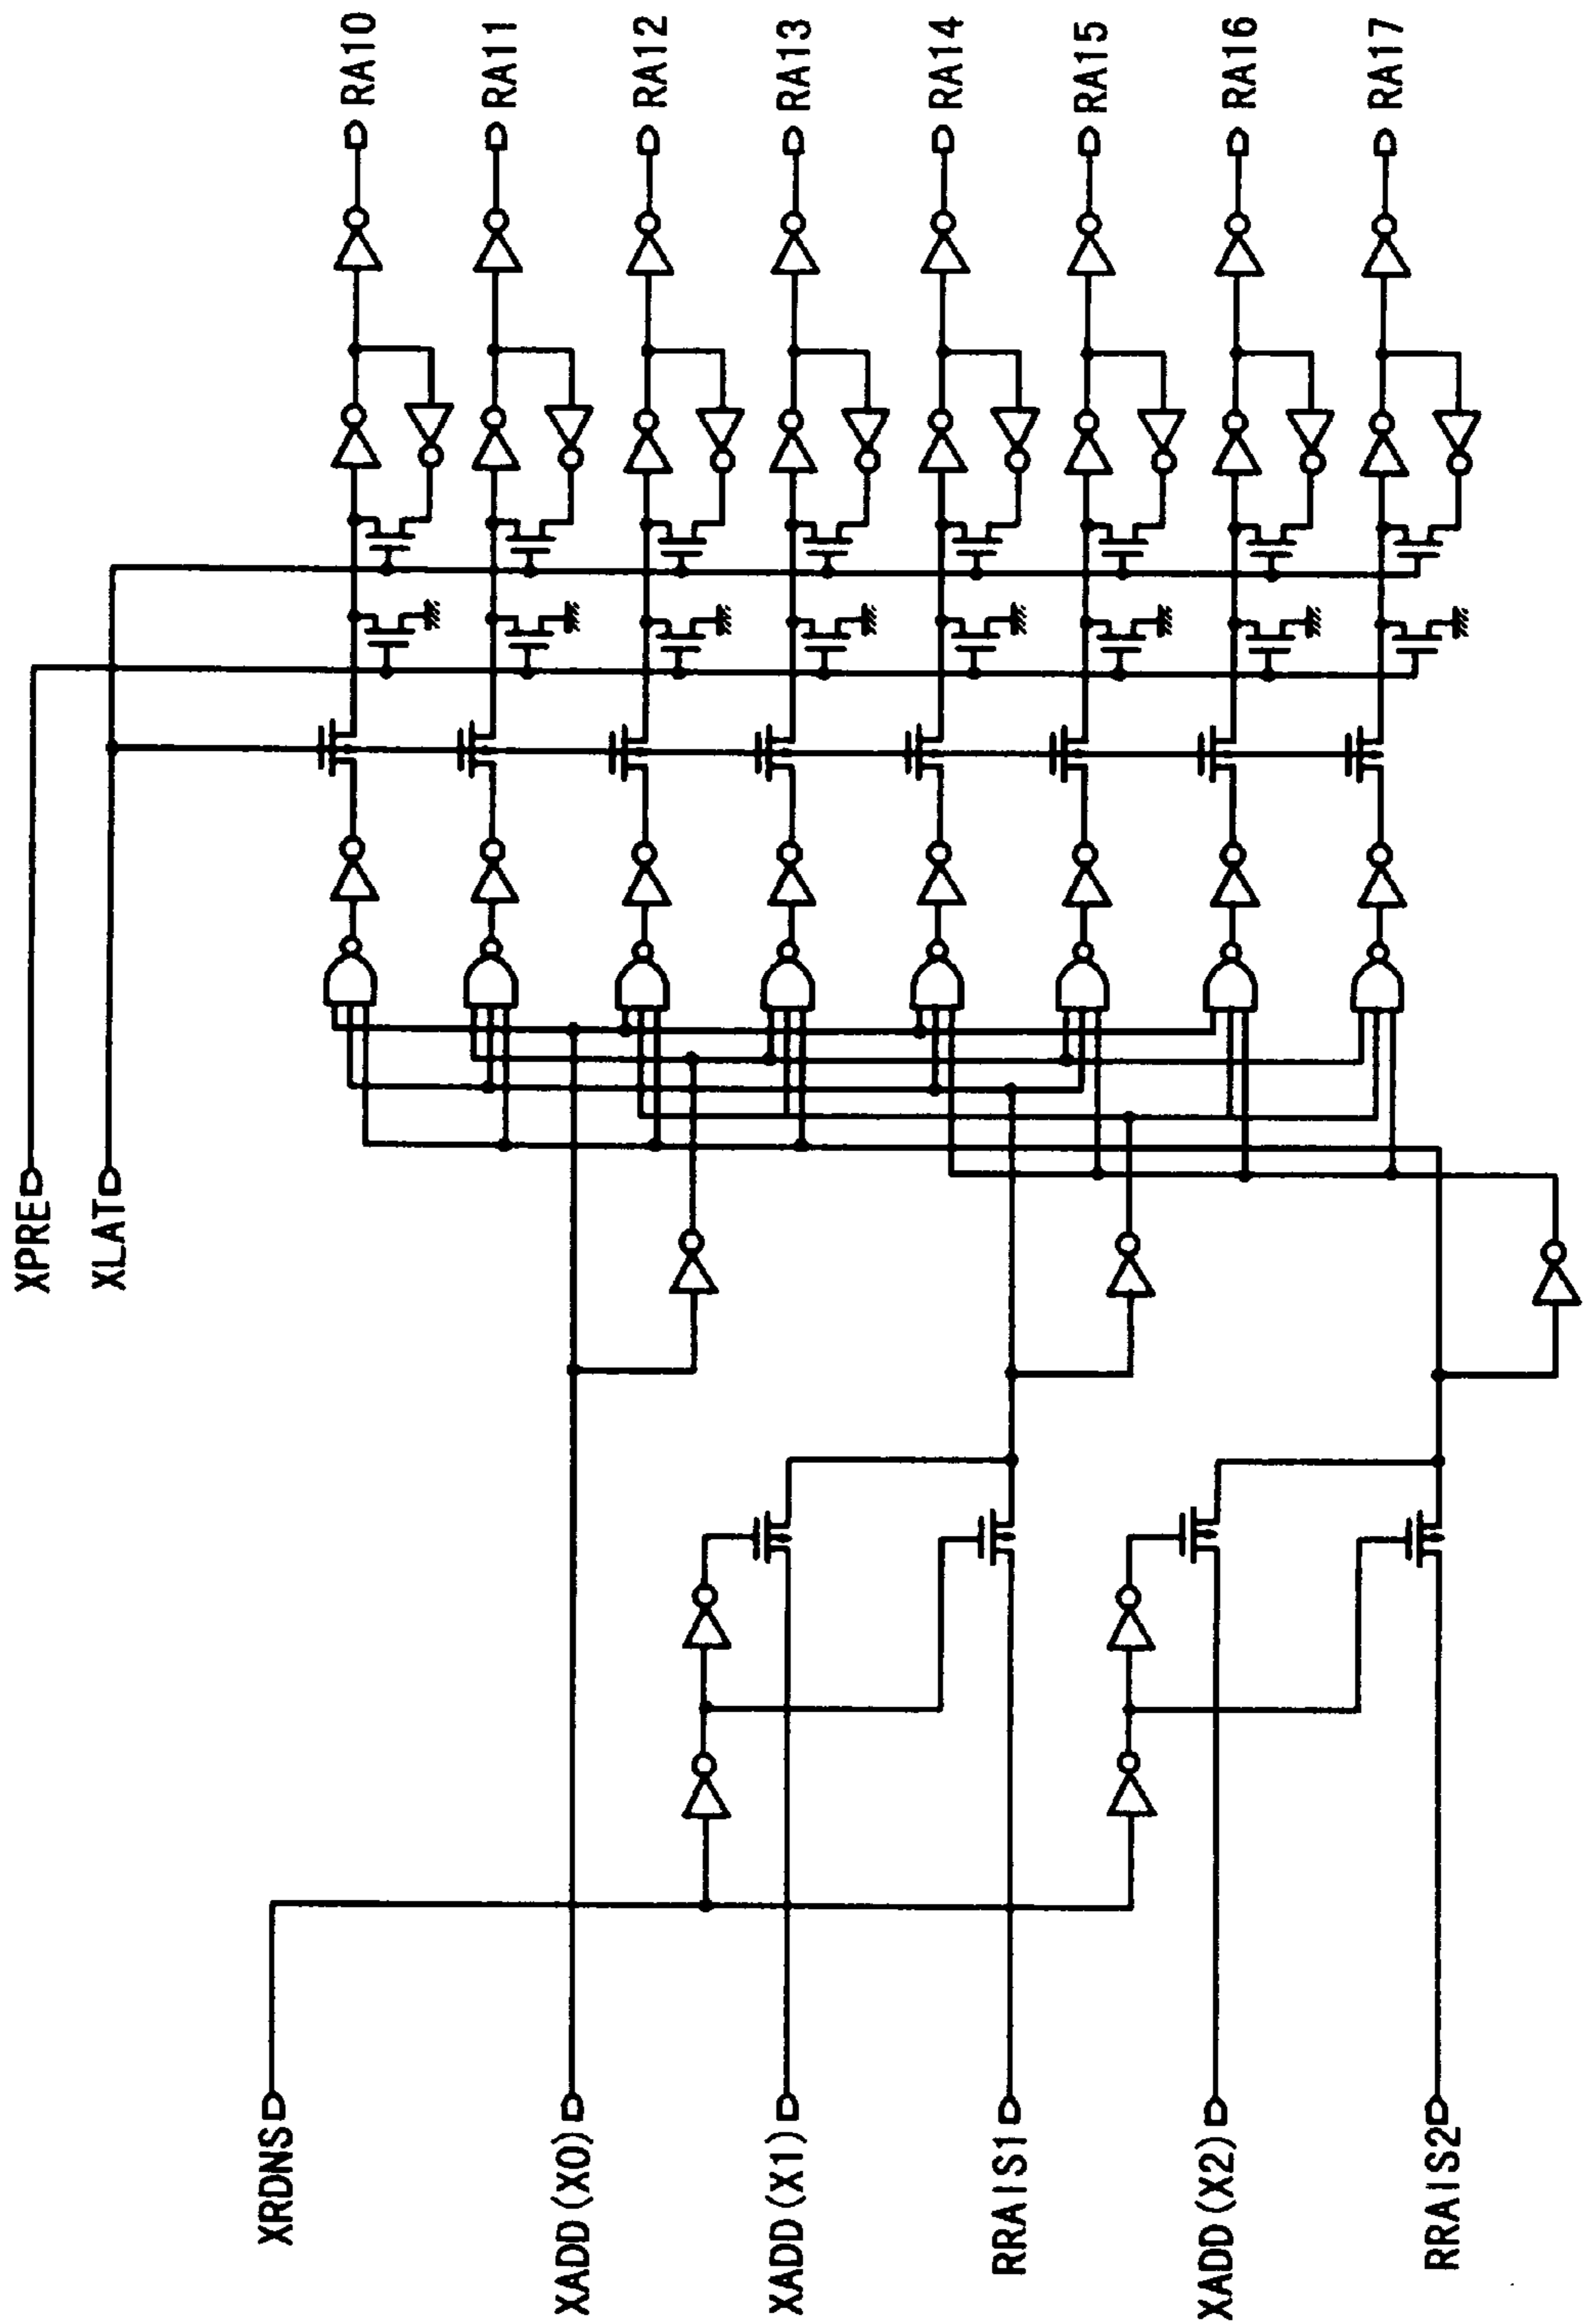 XPRE
XLAT
XRDNS
XADD(X0)
XADD(X1)
RRAIS1
XADD(X2)
RRAIS2
RA10
RA11
RA12
RA13
RA14
RA15
RA16
RA17